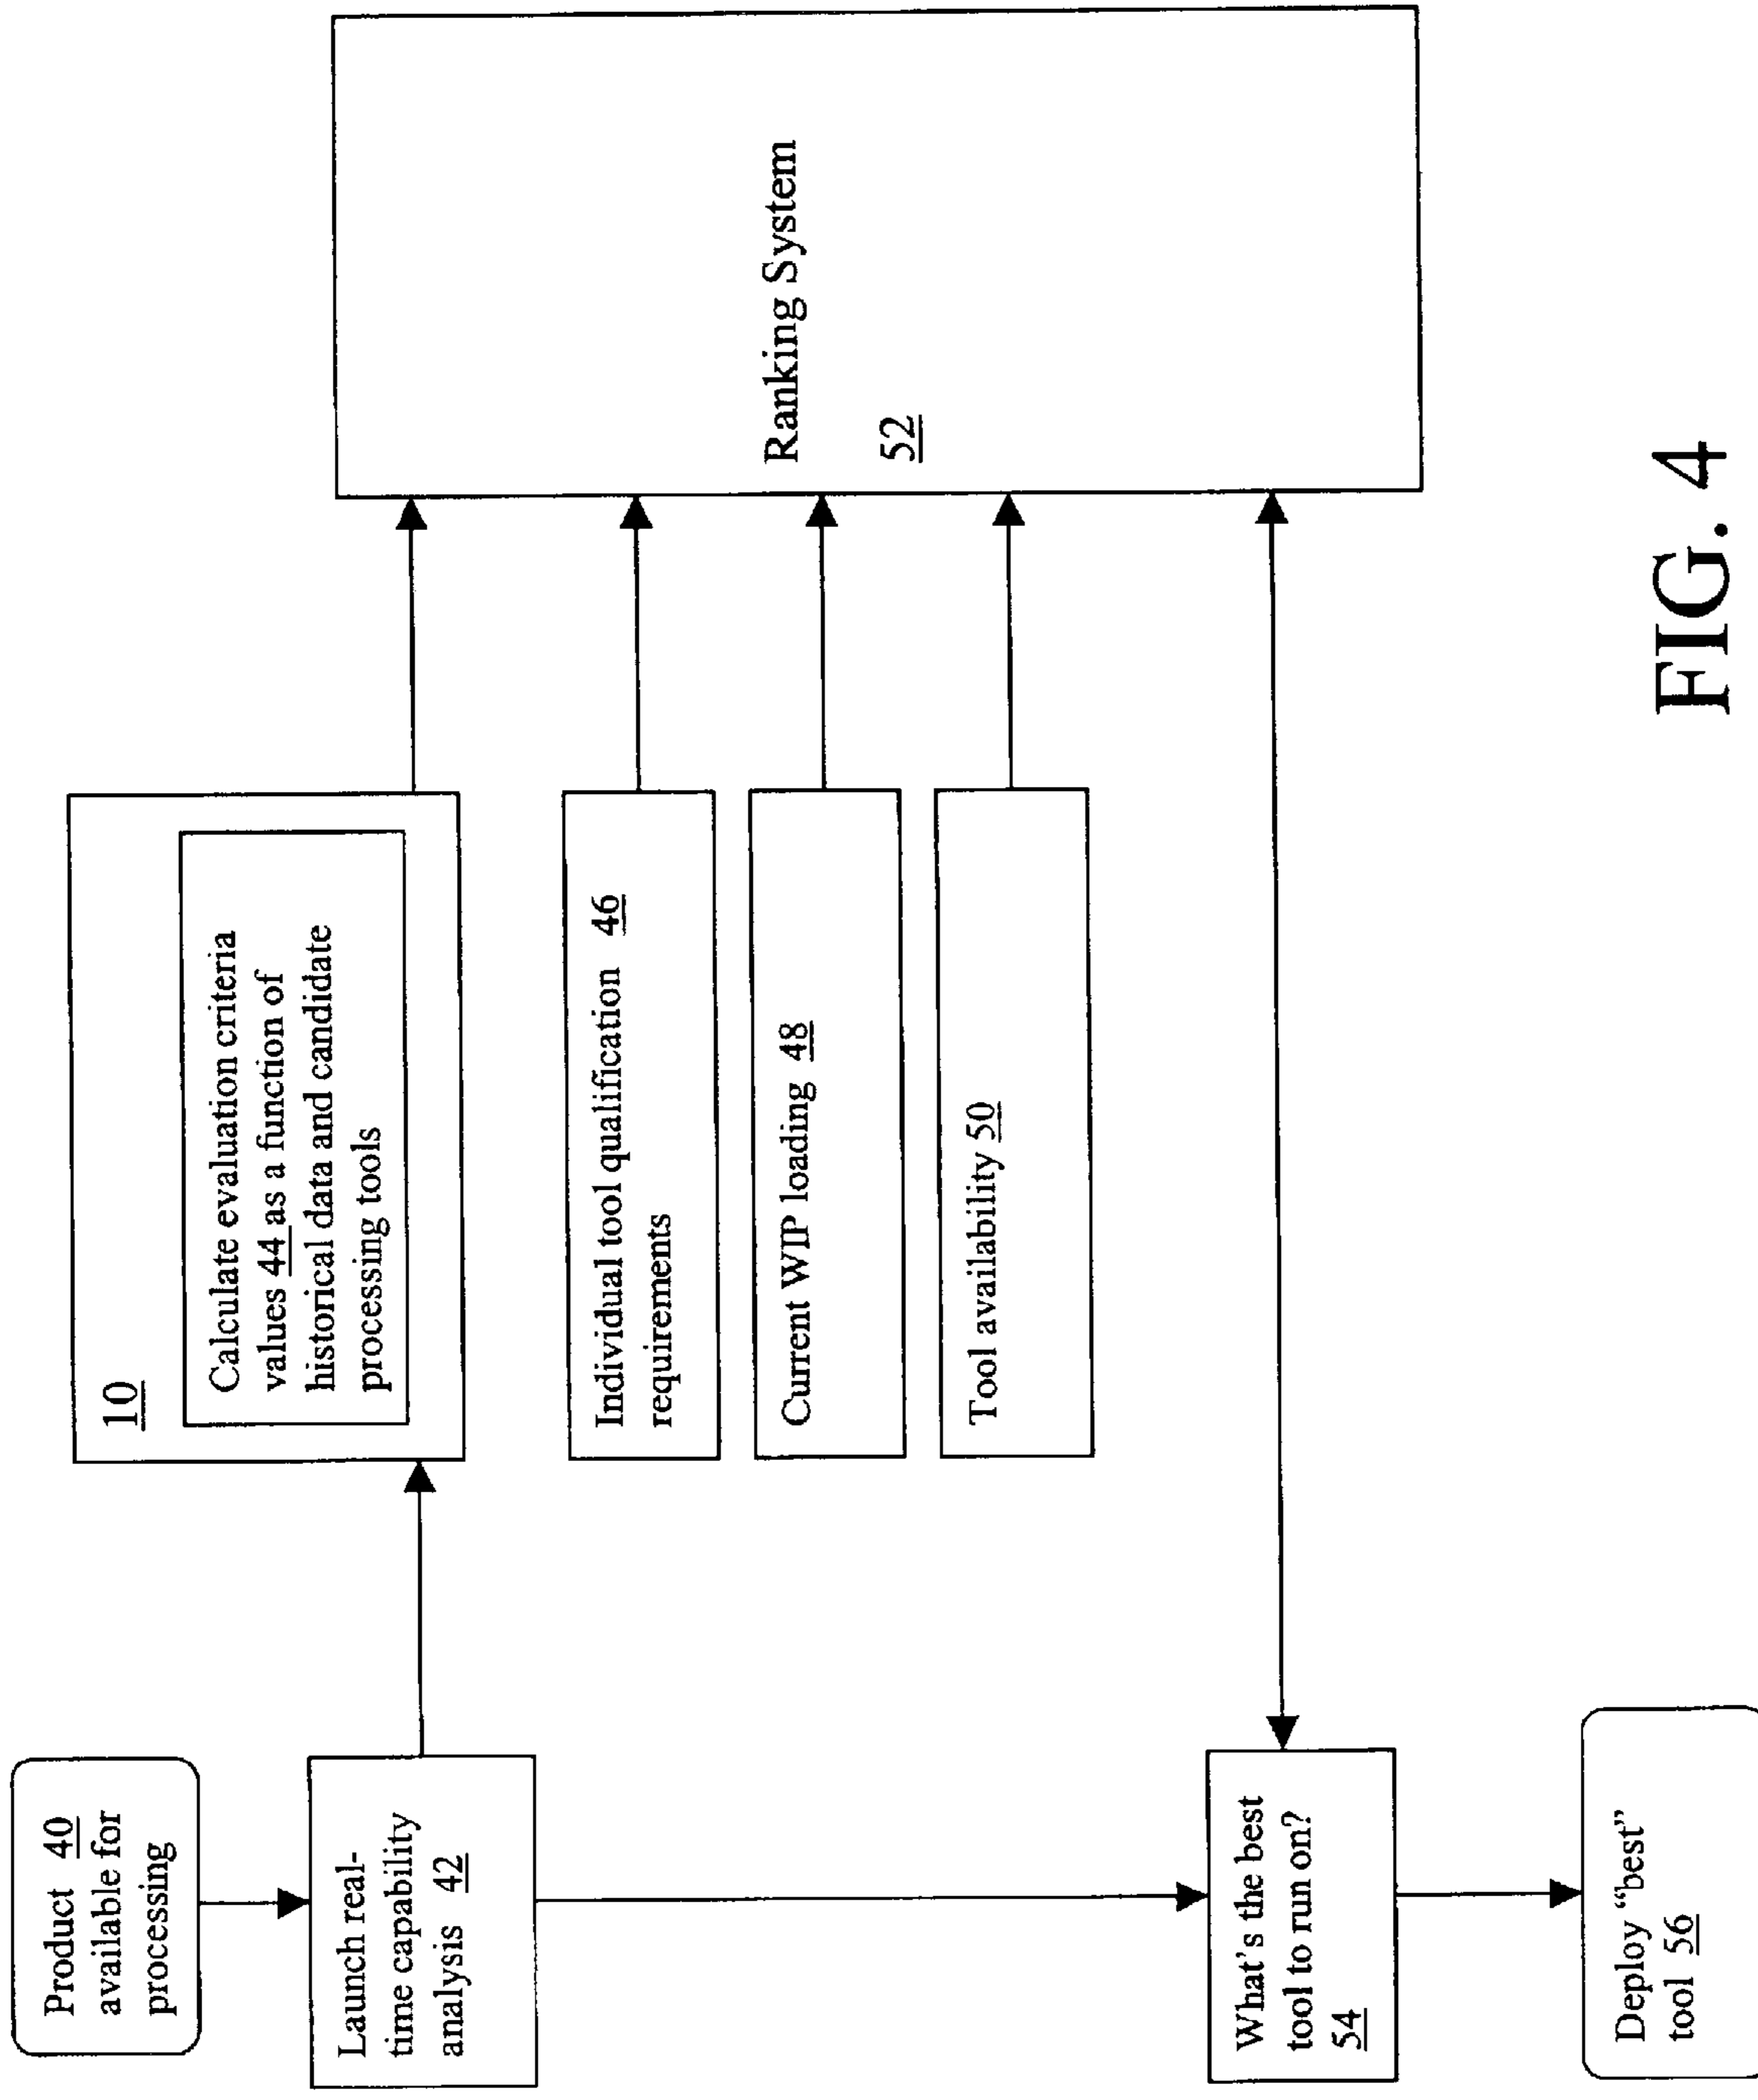 Product 40
available for
processing
Launch real-
time capability
analysis 42
10
Calculate evaluation criteria
values 44 as a function of
historical data and candidate
processing tools
Individual tool qualification 46
requirements
Current WIP loading 48
Tool availability 50
Ranking System
52
What's the best
tool to run on?
54
Deploy “best”
tool 56
FIG. 4